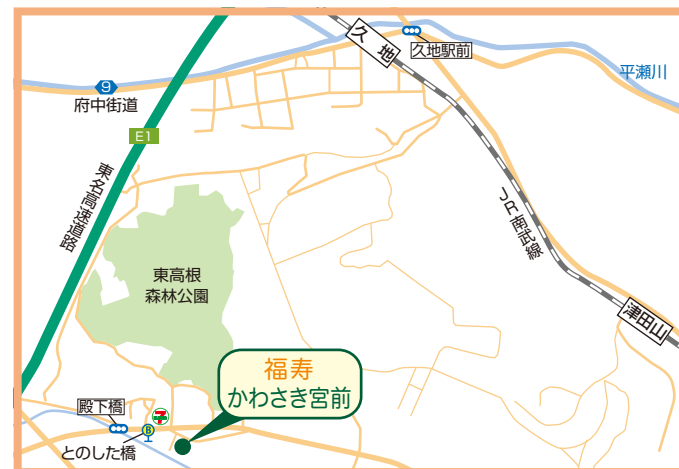 久地
久地駅前
平瀬川
9
府中街道
E1
東名高速道路
JR南武線
東高根
森林公園
津田山
福寿
かわさき宮前
殿下橋
7
B
とのした橋